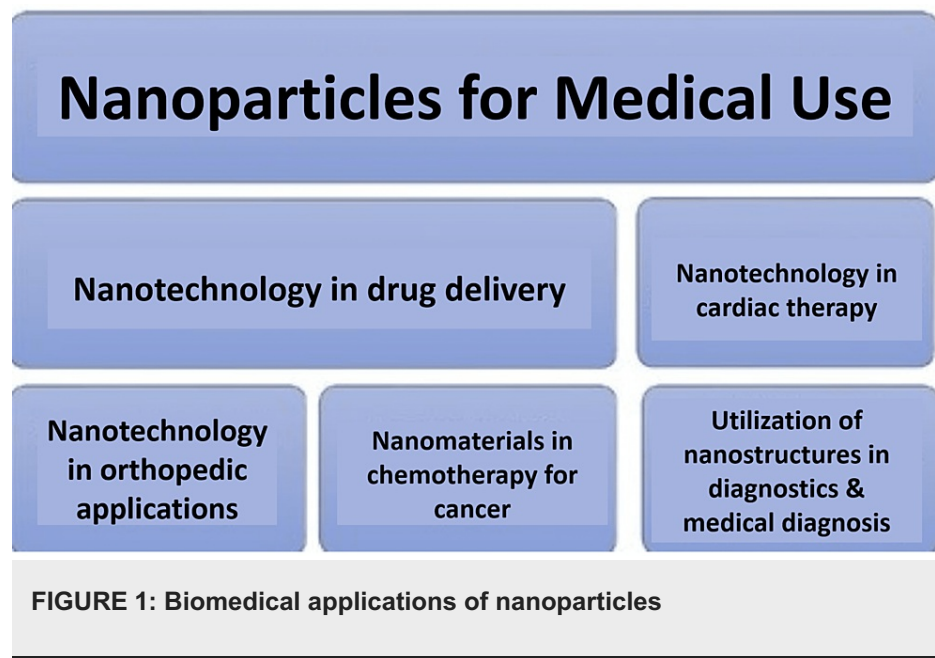 Nanoparticles for Medical Use
Nanotechnology in drug delivery
Nanotechnology in
cardiac therapy
Nanotechnology
in orthopedic
applications
Nanomaterials in
chemotherapy for
cancer
Utilization of
nanostructures in
diagnostics &
medical diagnosis
FIGURE 1: Biomedical applications of nanoparticles